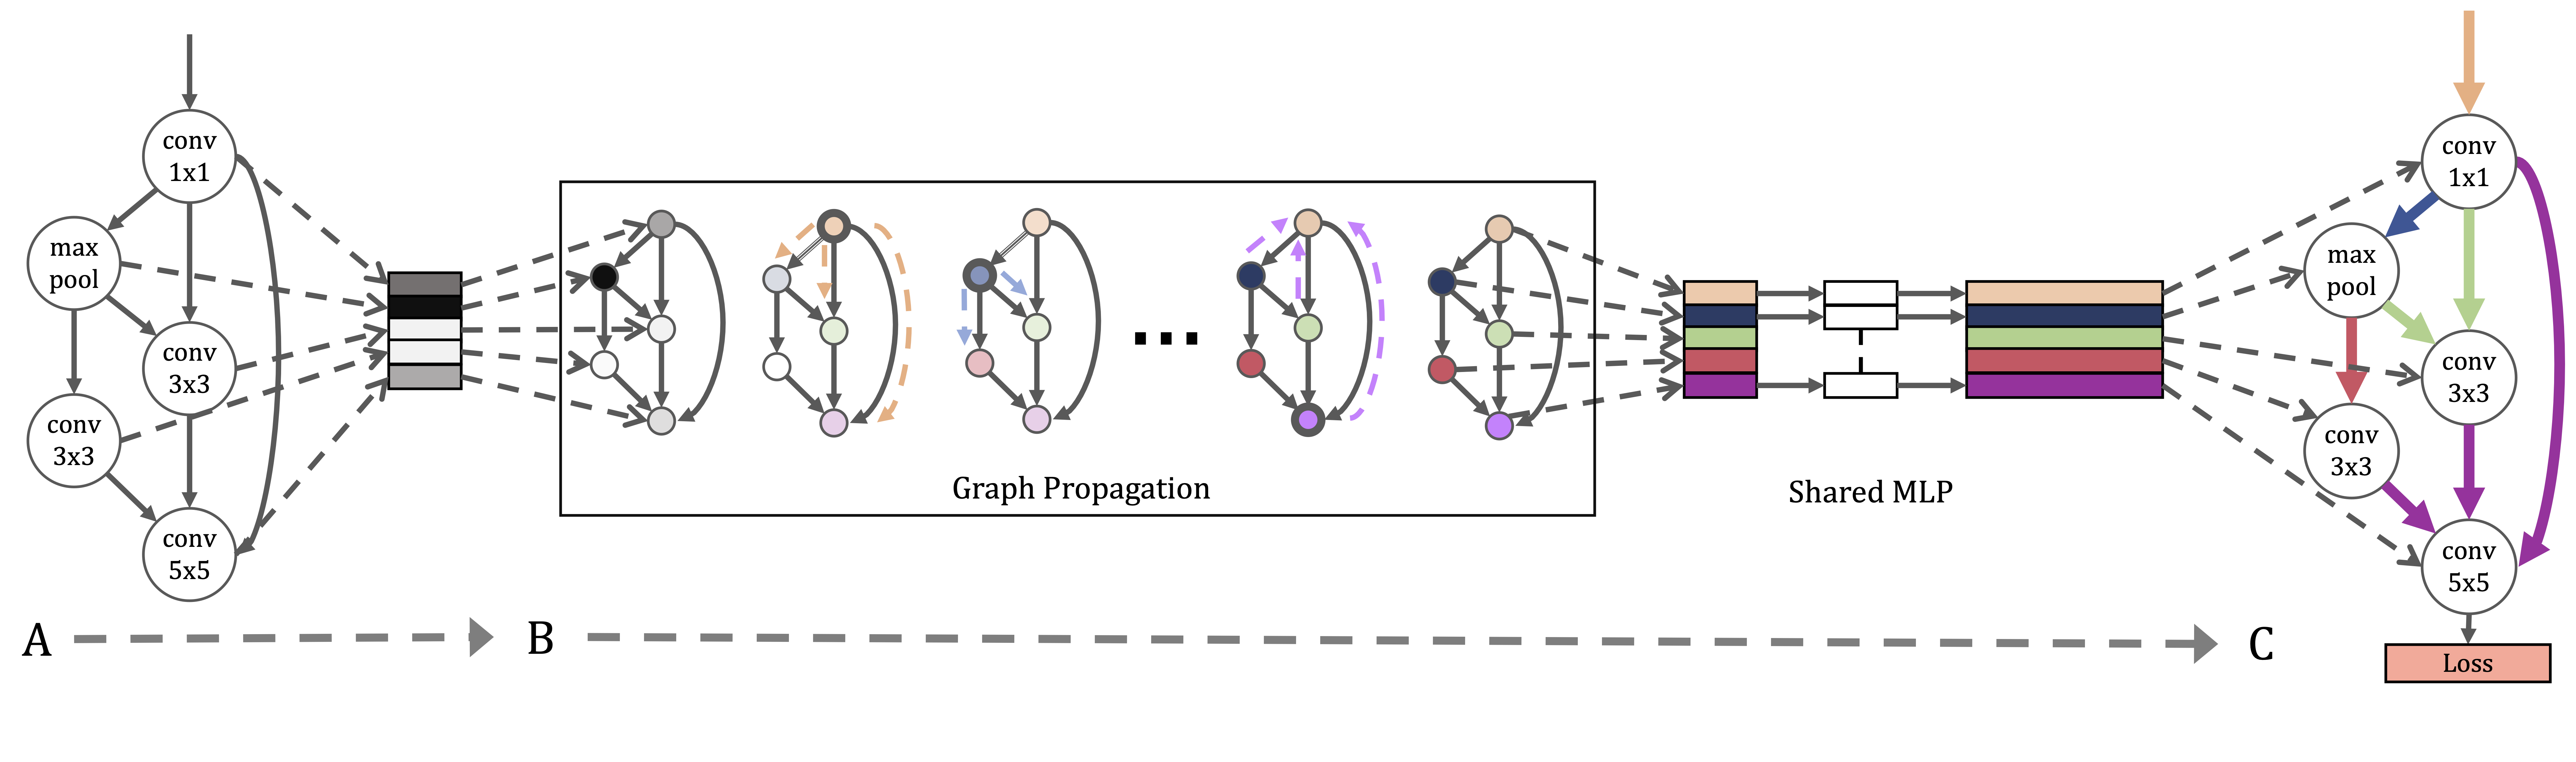 conv
1x1
max
pool
conv
3x3
conv
3x3
conv
5x5
A
Graph Propagation
B
Shared MLP
conv
1x1
max
pool
conv
3x3
conv
3x3
conv
5x5
C
Loss